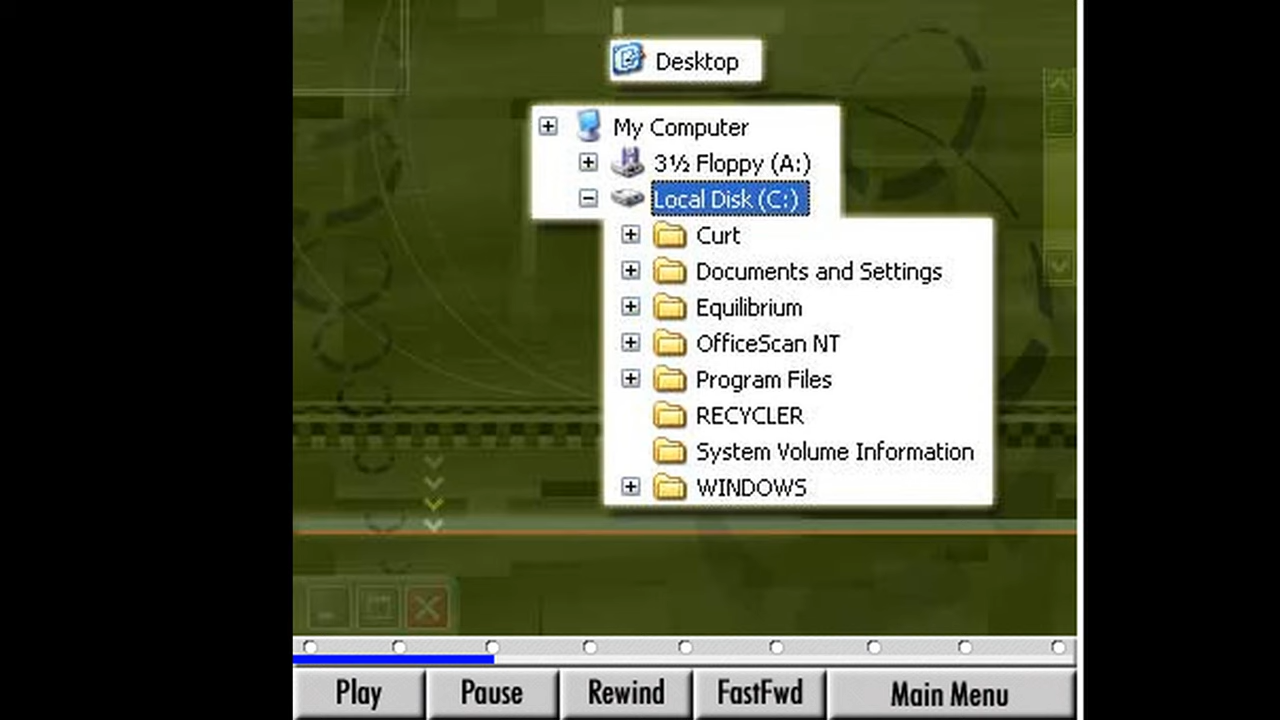 Desktop
My Computer
3½ Floppy (A:)
Local Disk (C:)
Curt
Documents and Settings
Equilibrium
OfficeScan NT
Program Files
RECYCLER
System Volume Information
WINDOWS
Play Pause Rewind FastFwd Main Menu